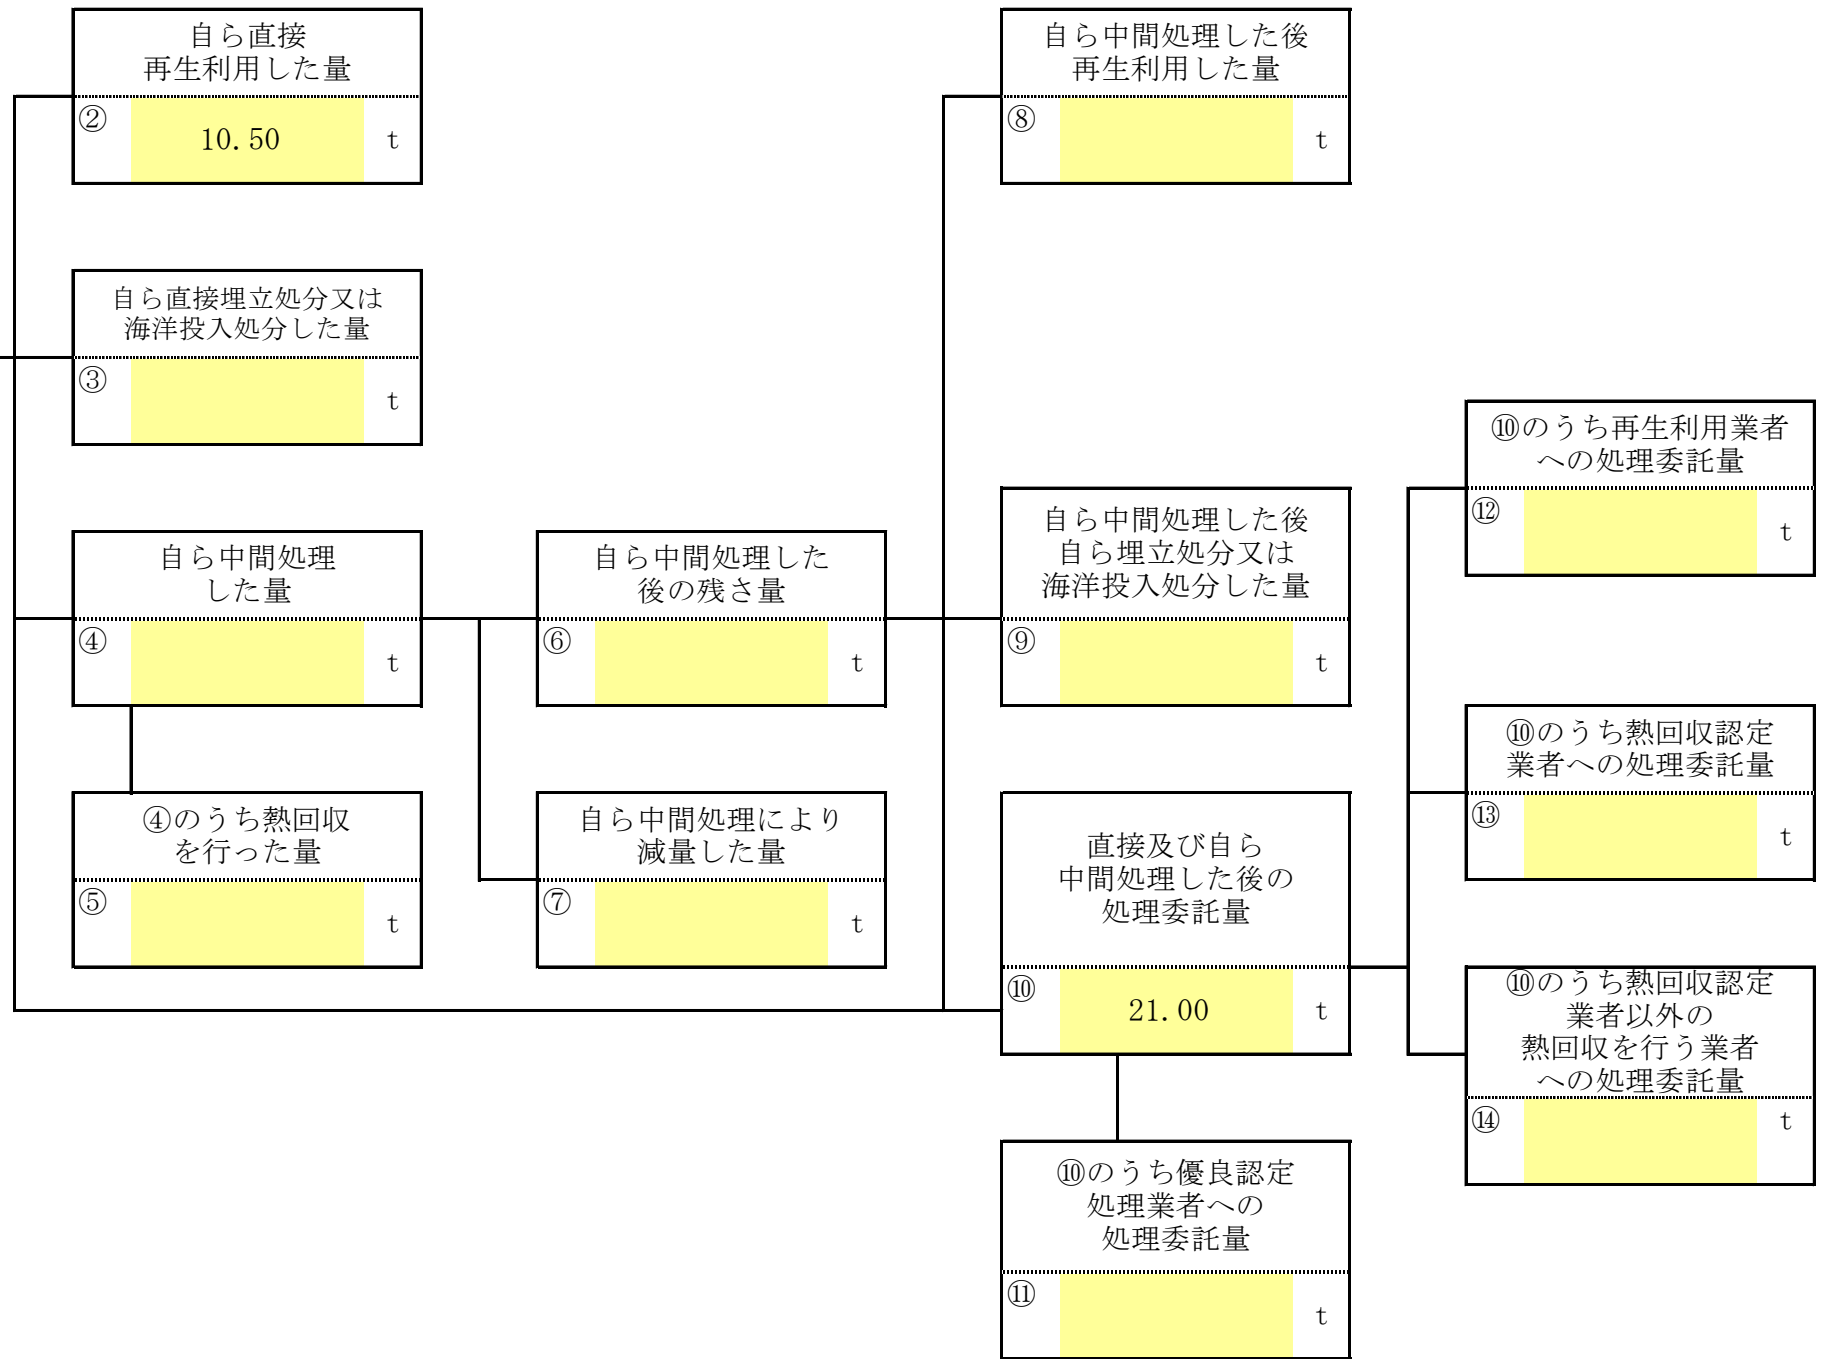 自ら直接
再生利用した量
②
10.50
t
自ら中間処理した後
再生利用した量
⑧
t
自ら直接埋立処分又は
海洋投入処分した量
③
t
⑩のうち再生利用業者
への処理委託量
⑫
t
自ら中間処理
した量
④
t
自ら中間処理した
後の残さ量
⑥
t
自ら中間処理した後
自ら埋立処分又は
海洋投入処分した量
⑨
t
⑩のうち熱回収認定
業者への処理委託量
⑬
t
④のうち熱回収
を行った量
⑤
t
自ら中間処理により
減量した量
⑦
t
直接及び自ら
中間処理した後の
処理委託量
⑩
21.00
t
⑩のうち熱回収認定
業者以外の
熱回収を行う業者
への処理委託量
⑭
t
⑩のうち優良認定
処理業者への
処理委託量
⑪
t